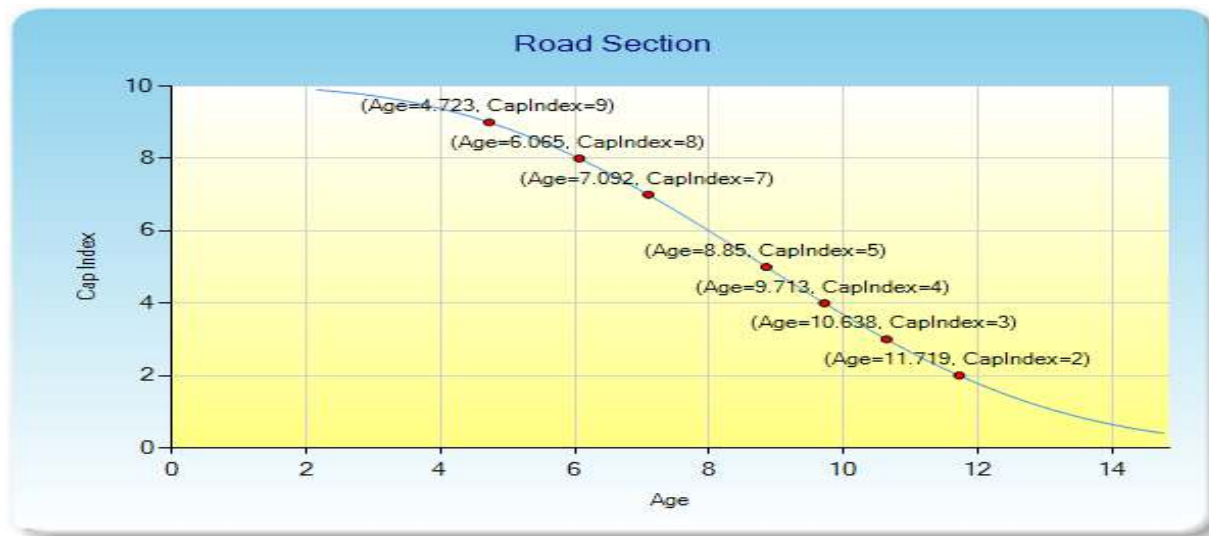 Road Section
10
(Age=4.723, CapIndex=9)
(Age=6.065, CapIndex=8)
8
(Age=7.092, CapIndex=7)
6
(Age=8.85, CapIndex=5)
Cap Index
(Age=9.713, CapIndex=4)
4
(Age=10.638, CapIndex=3)
(Age=11.719, CapIndex=2)
2
0
0 2 4 6 8 10 12 14
Age